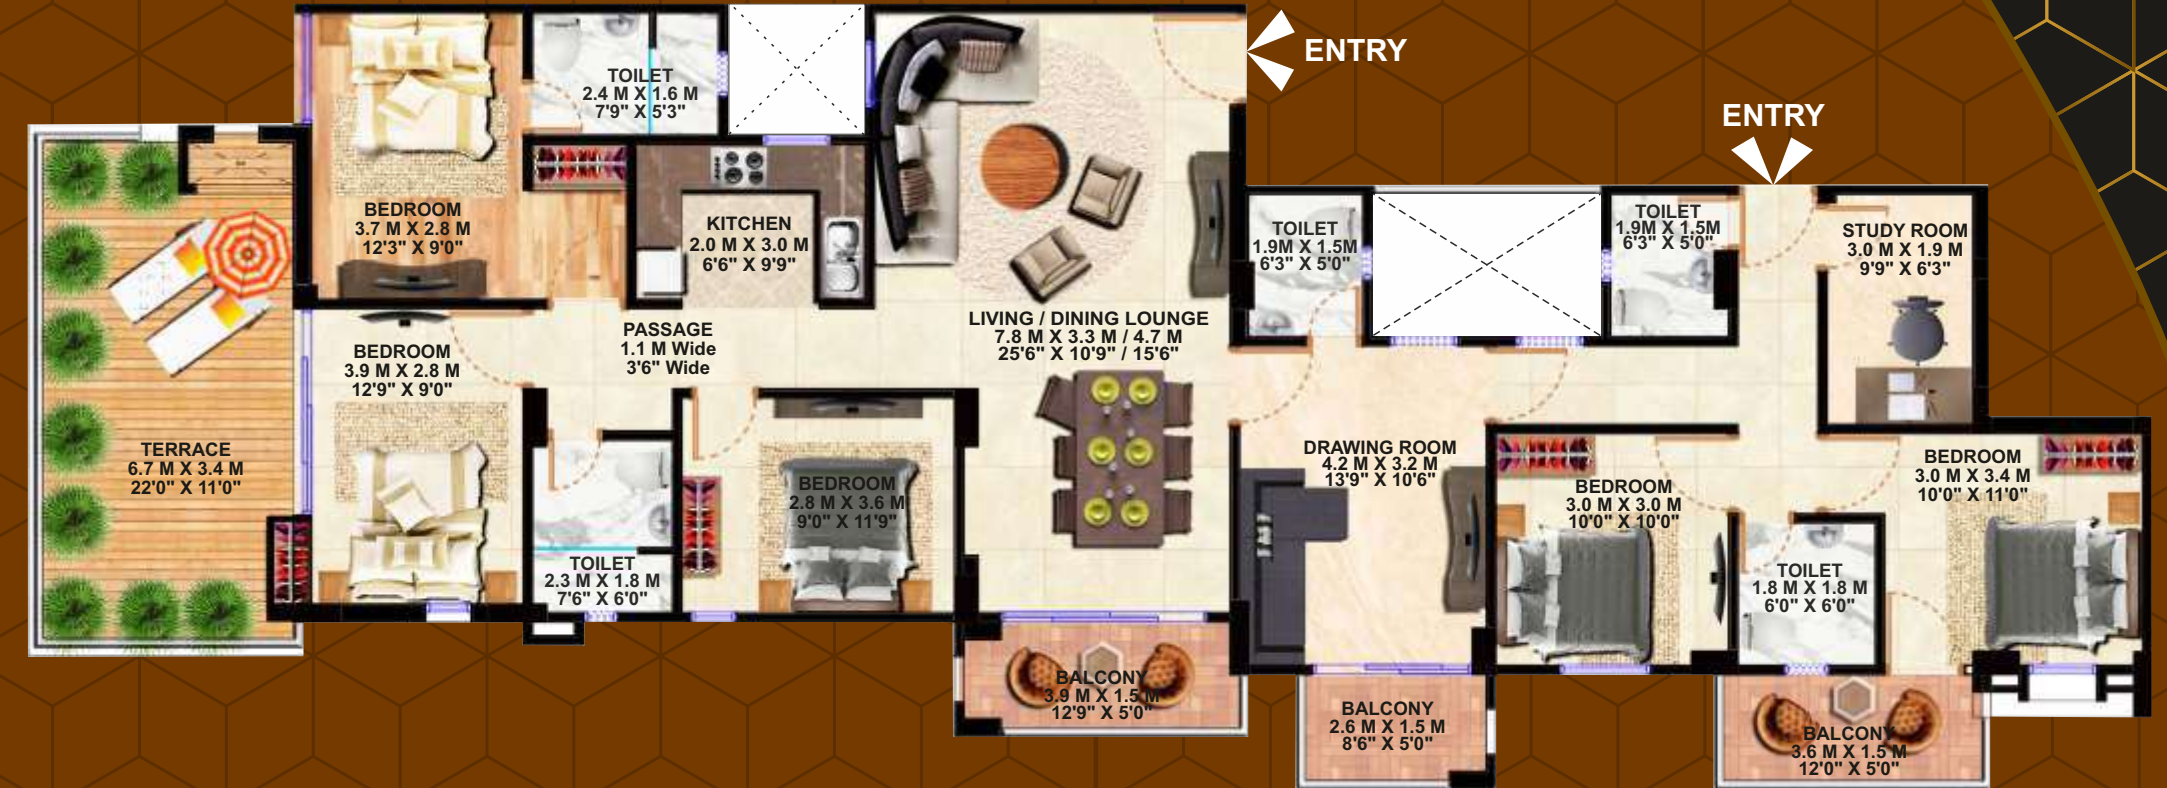 ENTRY
ENTRY
TOILET
2.4 M X 1.6 M
7'9" X 5'3"
BEDROOM
3.7 M X 2.8 M
12'3" X 9'0"
KITCHEN
2.0 M X 3.0 M
6'6" X 9'9"
TOILET
1.9M X 1.5M
6'3" X 5'0"
TOILET
1.9M X 1.5M
6'3" X 5'0"
STUDY ROOM
3.0 M X 1.9 M
9'9" X 6'3"
BEDROOM
3.9 M X 2.8 M
12'9" X 9'0"
PASSAGE
1.1 M Wide
3'6" Wide
LIVING / DINING LOUNGE
7.8 M X 3.3 M / 4.7 M
25'6" X 10'9" / 15'6"
TERRACE
6.7 M X 3.4 M
22'0" X 11'0"
BEDROOM
2.8 M X 3.6 M
9'0" X 11'9"
DRAWING ROOM
4.2 M X 3.2 M
13'9" X 10'6"
BEDROOM
3.0 M X 3.0 M
10'0" X 10'0"
BEDROOM
3.0 M X 3.4 M
10'0" X 11'0"
TOILET
2.3 M X 1.8 M
7'6" X 6'0"
TOILET
1.8 M X 1.8 M
6'0" X 6'0"
BALCONY
3.9 M X 1.5 M
12'9" X 5'0"
BALCONY
2.6 M X 1.5 M
8'6" X 5'0"
BALCONY
3.6 M X 1.5 M
12'0" X 5'0"